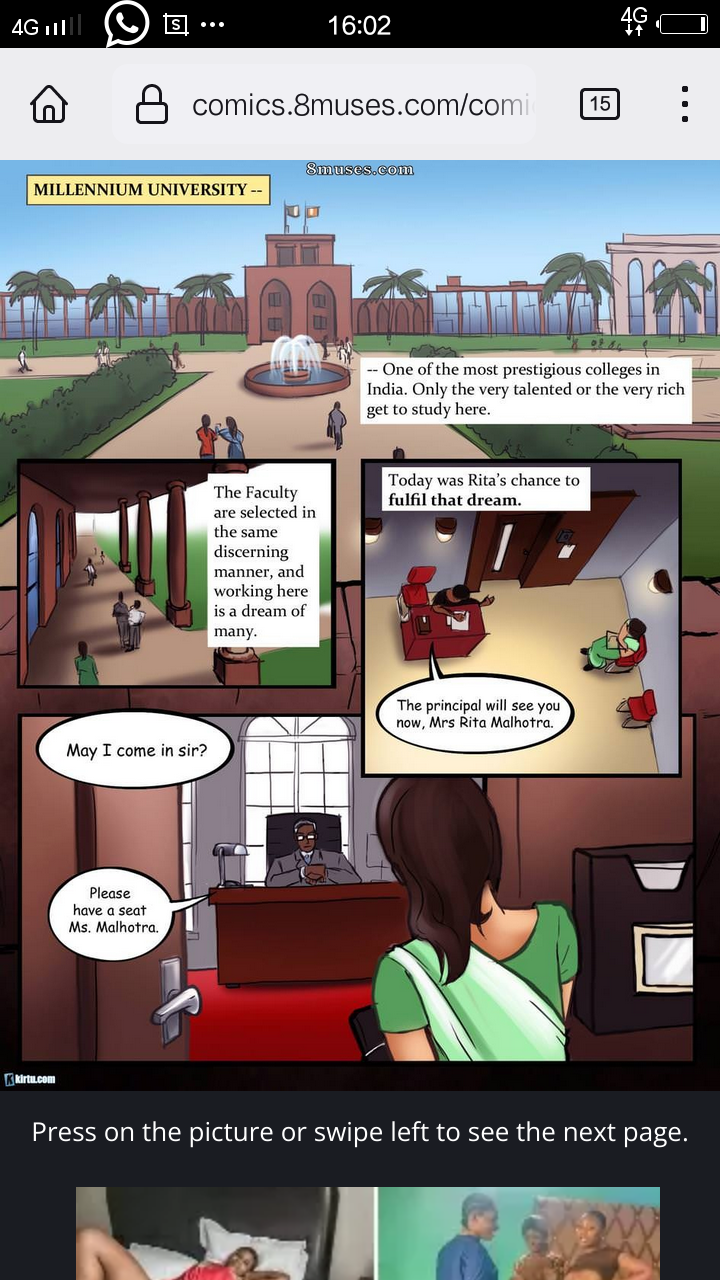 4G
S
16:02
4G
comics.8muses.com/comi
15
8muses.com
MILLENNIUM UNIVERSITY --
-- One of the most prestigious colleges in
India. Only the very talented or the very rich
get to study here.
The Faculty
are selected in
the same
discerning
manner, and
working here
is a dream of
many.
Today was Rita's chance to
fulfil that dream.
The principal will see you
now, Mrs Rita Malhotra.
May I come in sir?
Please
have a seat
Ms. Malhotra.
K kirtu.com
Press on the picture or swipe left to see the next page.